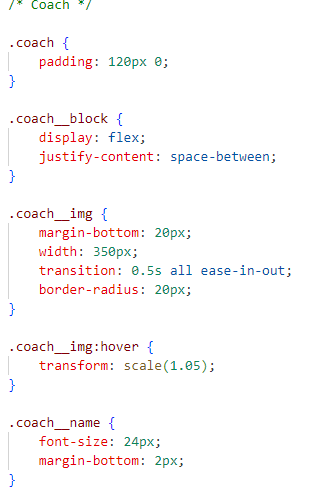 /* Coach */
.coach {
    padding: 120px 0;
}
.coach__block {
    display: flex;
    justify-content: space-between;
}
.coach__img {
    margin-bottom: 20px;
    width: 350px;
    transition: 0.5s all ease-in-out;
    border-radius: 20px;
}
.coach__img:hover {
    transform: scale(1.05);
}
.coach__name {
    font-size: 24px;
    margin-bottom: 2px;
}